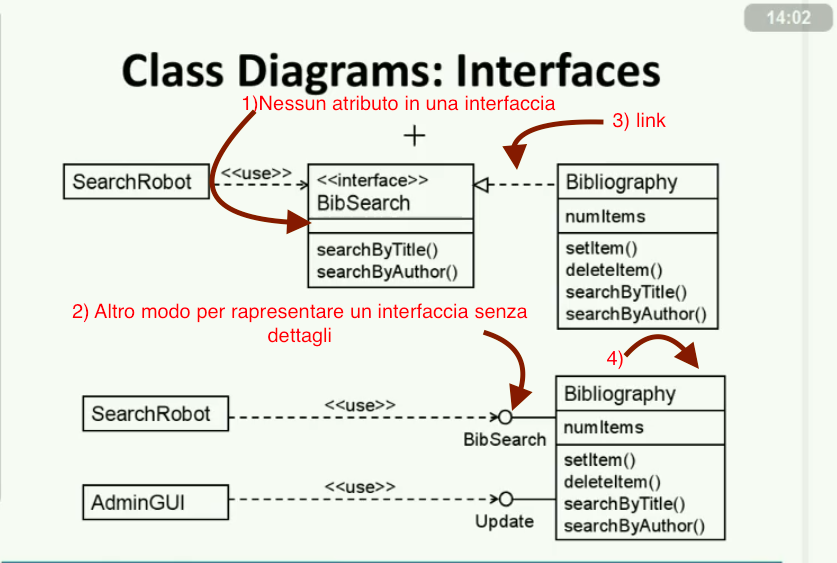 14:02
Class Diagrams: Interfaces
1)Nessun atributo in una interfaccia
3) link
SearchRobot
<<use>>
<<interface>>
BibSearch
searchByTitle()
searchByAuthor()
Bibliography
numItems
setItem()
deleteItem()
searchByTitle()
searchByAuthor()
2) Altro modo per rapresentare un interfaccia senza
dettagli
4)
SearchRobot
<<use>>
BibSearch
AdminGUI
<<use>>
Update
Bibliography
numItems
setItem()
deleteItem()
searchByTitle()
searchByAuthor()